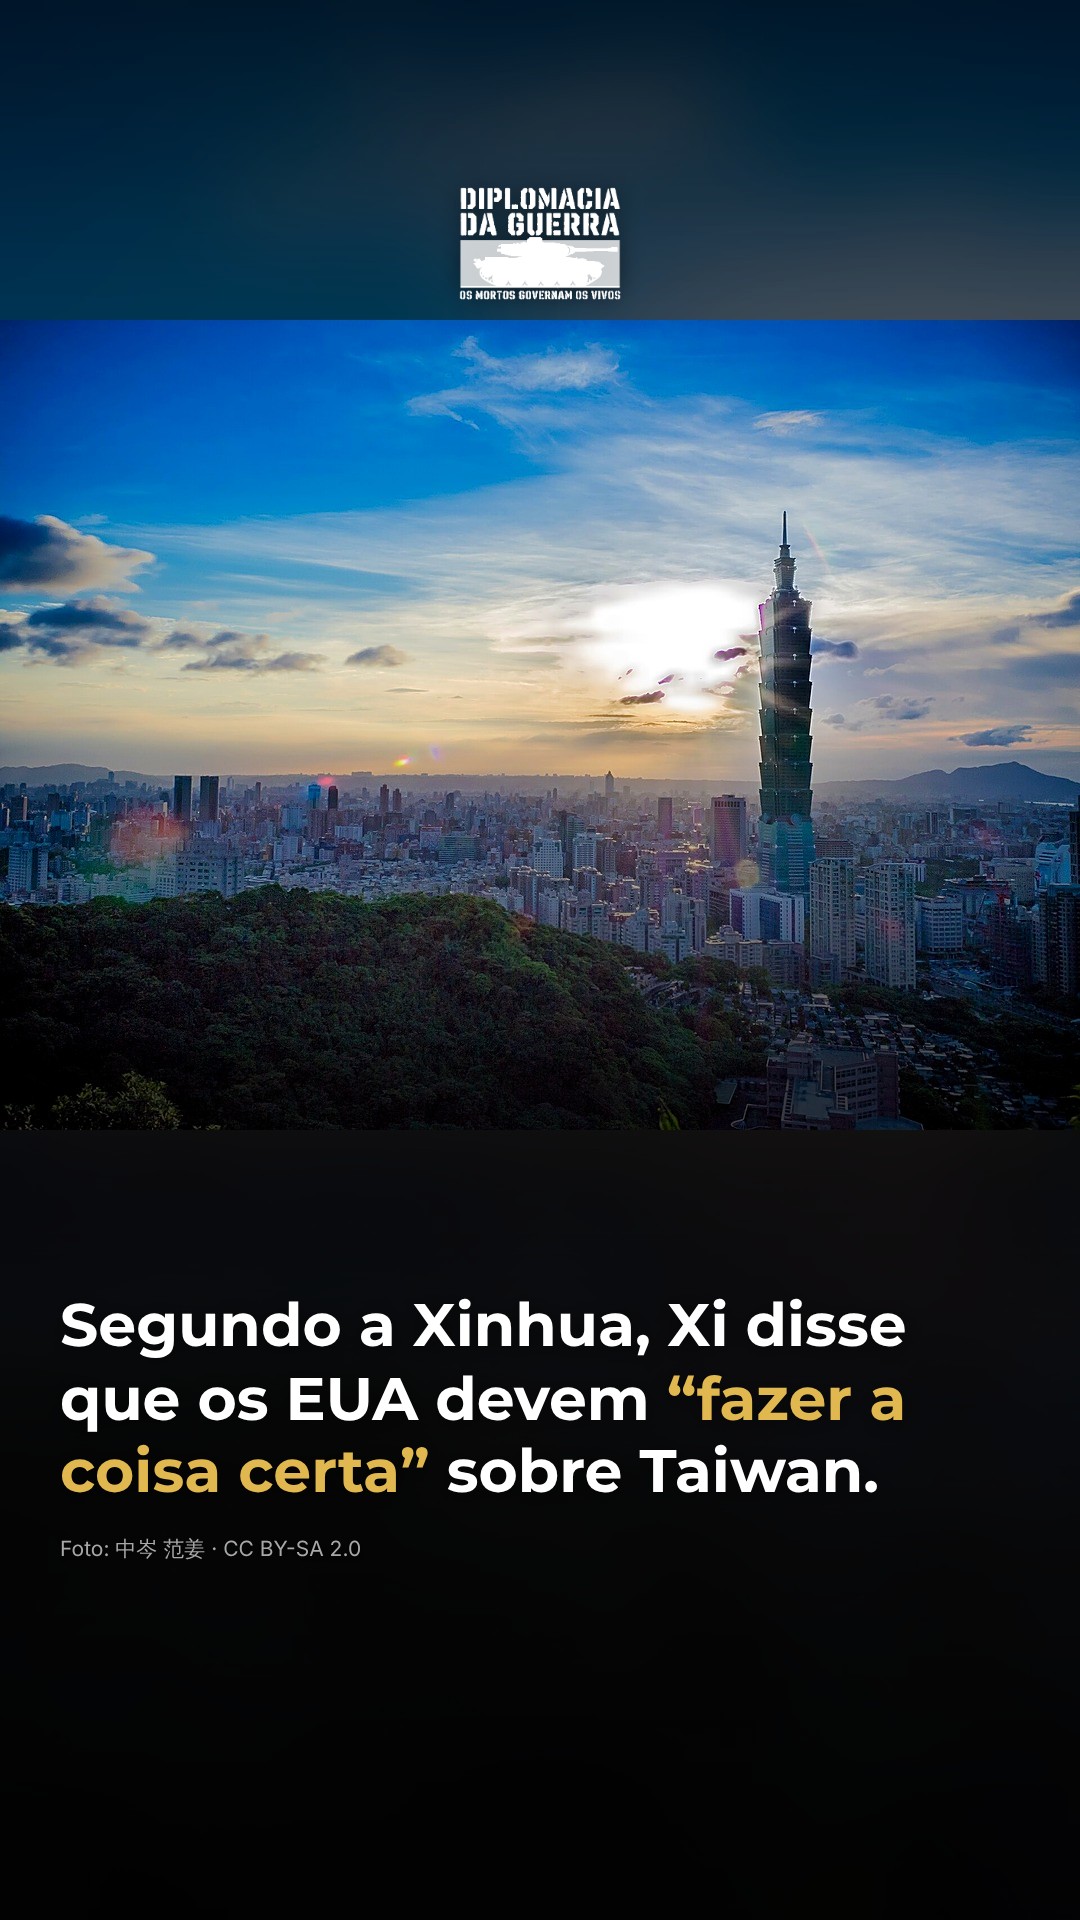 DIPLOMACIA
DA GUERRA
OS MORTOS GOVERNAM OS VIVOS
Segundo a Xinhua, Xi disse
que os EUA devem “fazer a
coisa certa” sobre Taiwan.
Foto: 中岑 范姜 · CC BY-SA 2.0